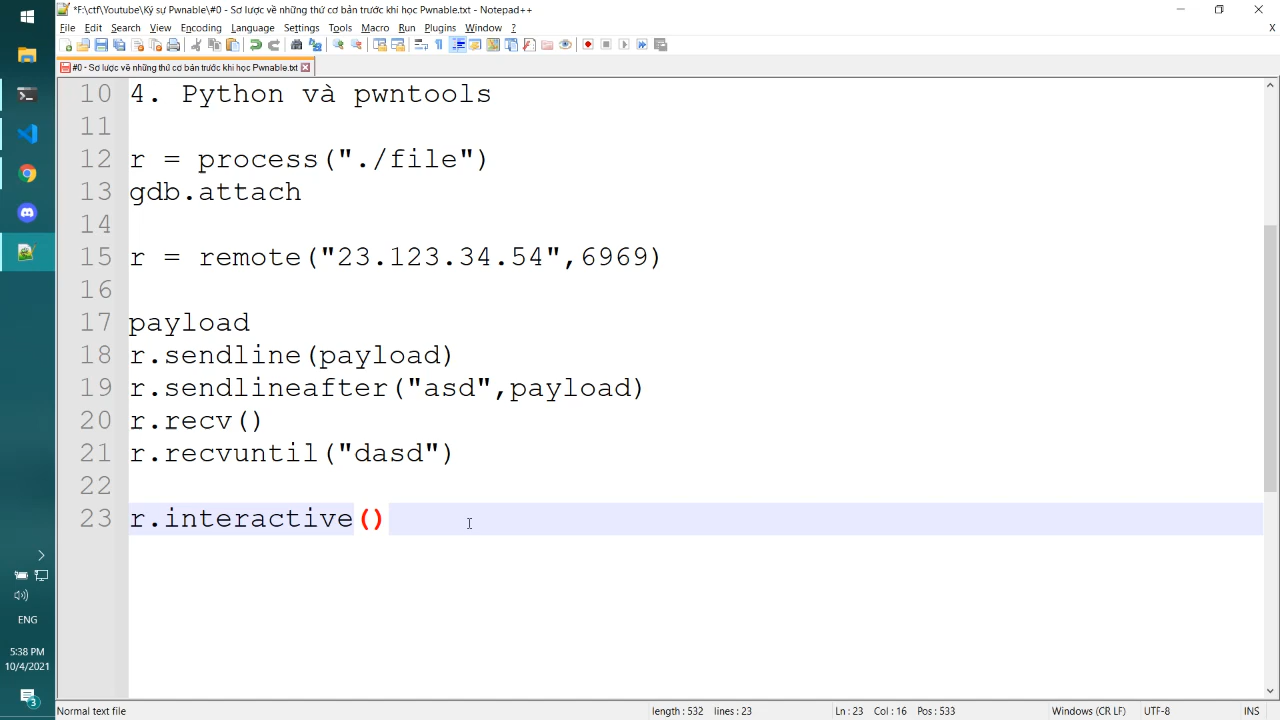 *F:\ctf\Youtube\Ký sự Pwnable\#0 - Sơ lược về những thứ cơ bản trước khi học Pwnable.txt - Notepad++
File Edit Search View Encoding Language Settings Tools Macro Run Plugins Window ? X
#0 - Sơ lược về những thứ cơ bản trước khi học Pwnable.txt
10 4. Python và pwntools
11
12 r = process("./file")
13 gdb.attach
14
15 r = remote("23.123.34.54",6969)
16
17 payload
18 r.sendline(payload)
19 r.sendlineafter("asd",payload)
20 r.recv()
21 r.recvuntil("dasd")
22
23 r.interactive()
ENG
5:38 PM
10/4/2021
3
Normal text file length : 532 lines : 23 Ln : 23 Col : 16 Pos : 533 Windows (CR LF) UTF-8 INS